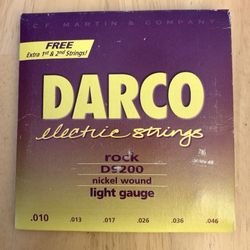 C.F. MARTIN & COMPANY
FREE
Extra 1st & 2nd Strings!
DARCO
electric strings
rock
D9200
nickel wound
light gauge
.010 .013 .017 .026 .036 .046